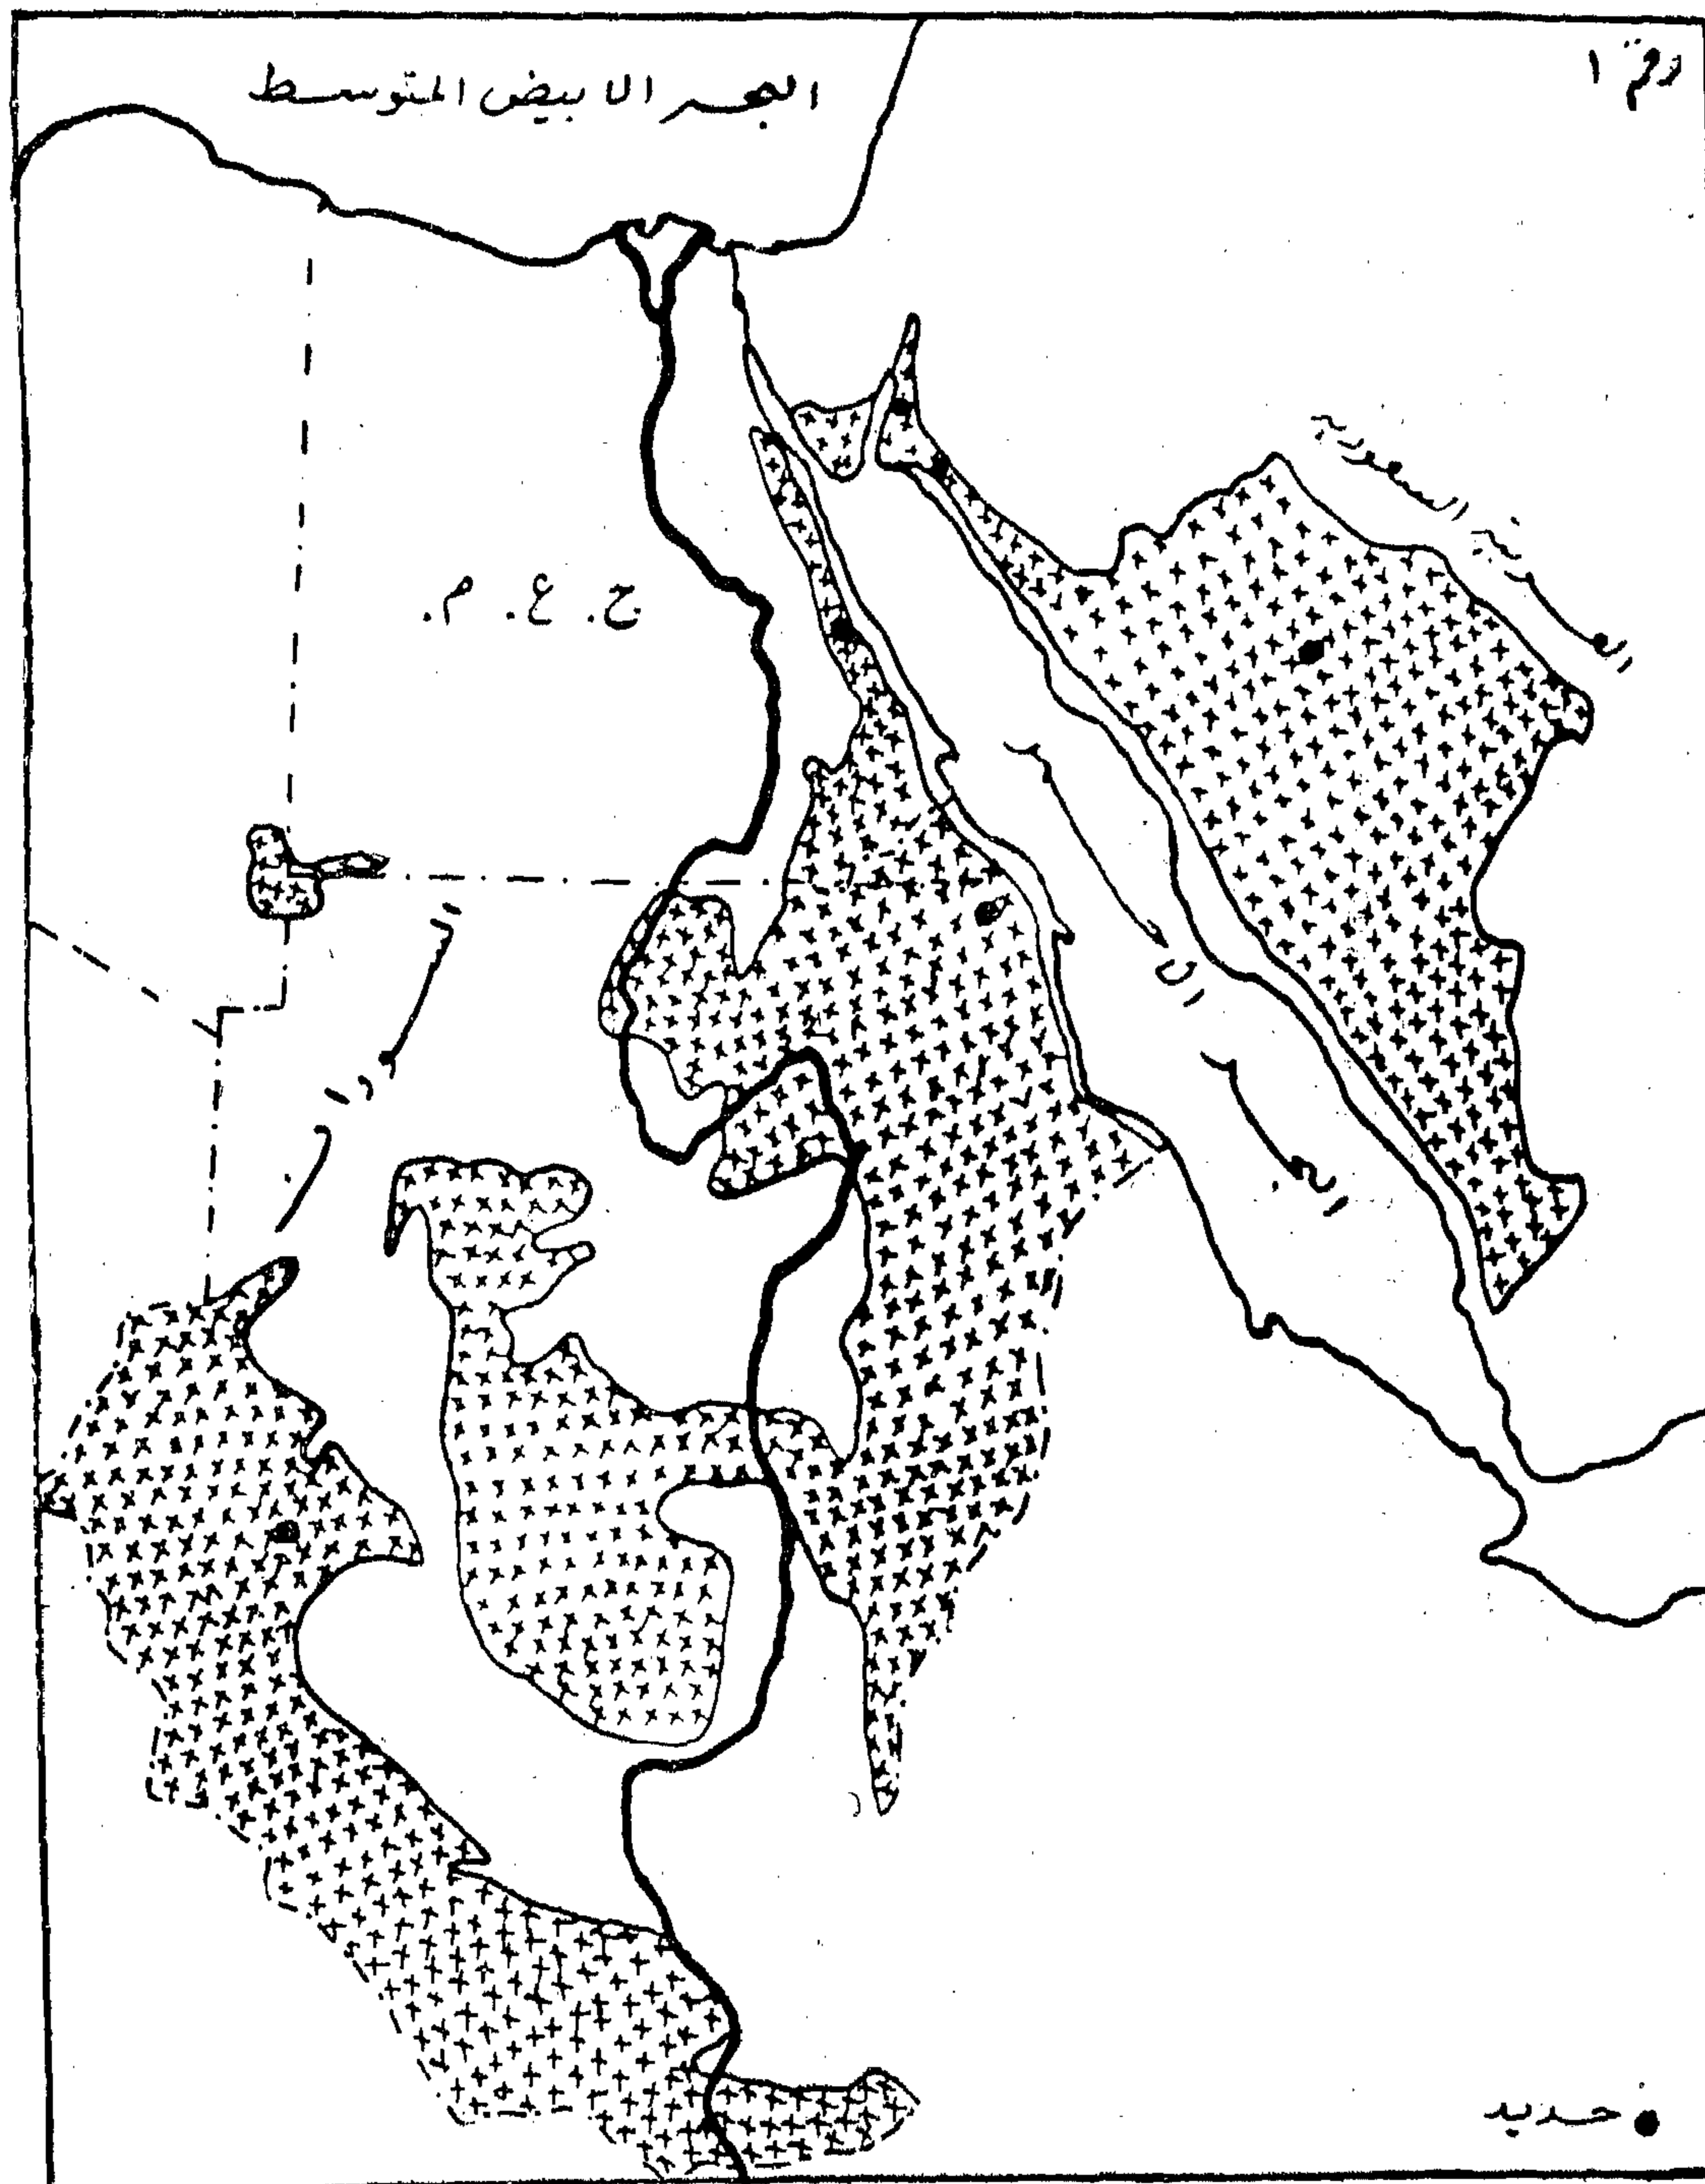 رقم ١
البحر الابيض المتوسط
العربية السعودية
ج. ع. م.
البحر الاحمر
السودان
حديد